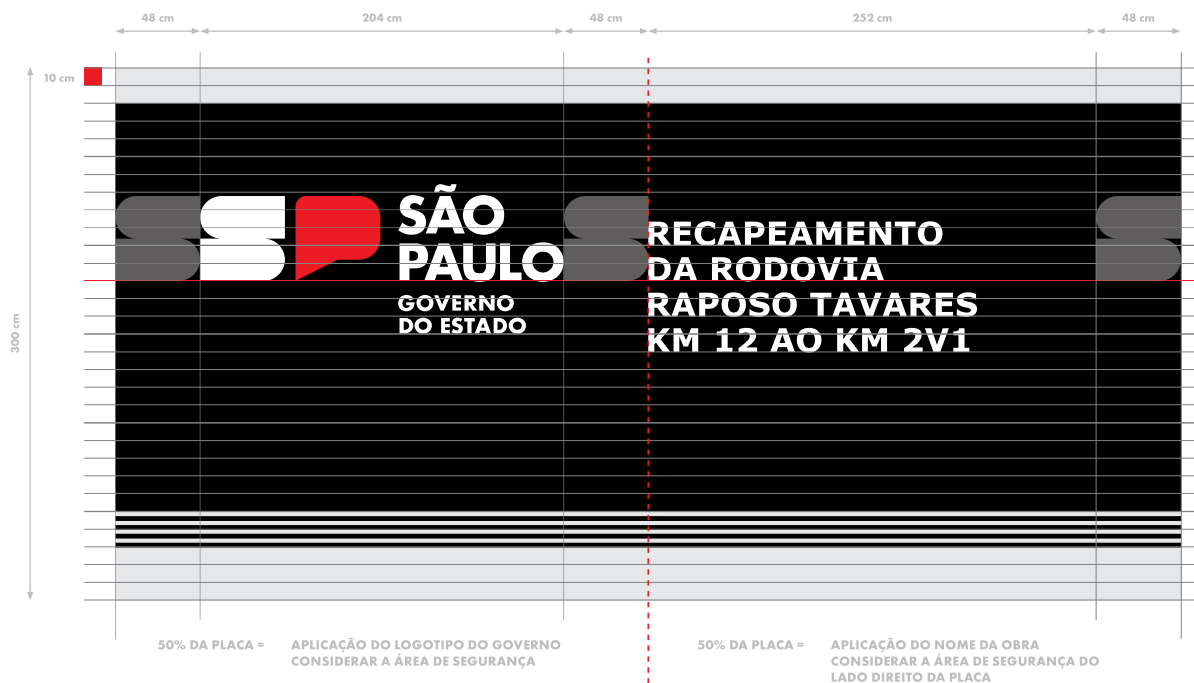 48 cm 204 cm 48 cm 252 cm 48 cm
10 cm
300 cm
SÃO
PAULO
GOVERNO
DO ESTADO
RECAPEAMENTO
DA RODOVIA
RAPOSO TAVARES
KM 12 AO KM 2V1
50% DA PLACA = APLICAÇÃO DO LOGOTIPO DO GOVERNO
CONSIDERAR A ÁREA DE SEGURANÇA
50% DA PLACA = APLICAÇÃO DO NOME DA OBRA
CONSIDERAR A ÁREA DE SEGURANÇA DO
LADO DIREITO DA PLACA